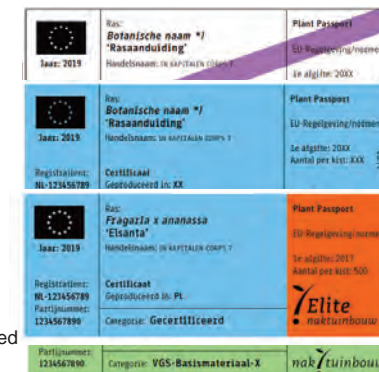 Ras:
Botanische naam */
'Rasaanduiding'
Handelsnaam: IN KAPITALEN CORPS 7
Jaar: 2019
Plant Passport
EU-Regelgeving/normen
1e afgifte: 20XX
Ras:
Botanische naam */
'Rasaanduiding'
Handelsnaam: IN KAPITALEN CORPS 7
Jaar: 2019
Plant Passport
EU-Regelgeving/normen
1e afgifte: 20XX
Aantal per kist: XXX
Registratienr:
NL-123456789
Certificaat
Geproduceerd in: XX
Ras:
Fragaria x ananassa
'Elsanta'
Handelsnaam: IN KAPITALEN CORPS 7
Jaar: 2019
Plant Passport
EU-Regelgeving/normen
1e afgifte: 2017
Aantal per kist: 500
Registratienr:
NL-123456789
Partijnummer:
1234567890
Certificaat
Geproduceerd in: PL
Categorie: Gecertificeerd
Elite
naktuinbouw
ed
Partijnummer:
1234567890
Categorie: VGS-Basismateriaal-X
naktuinbouw